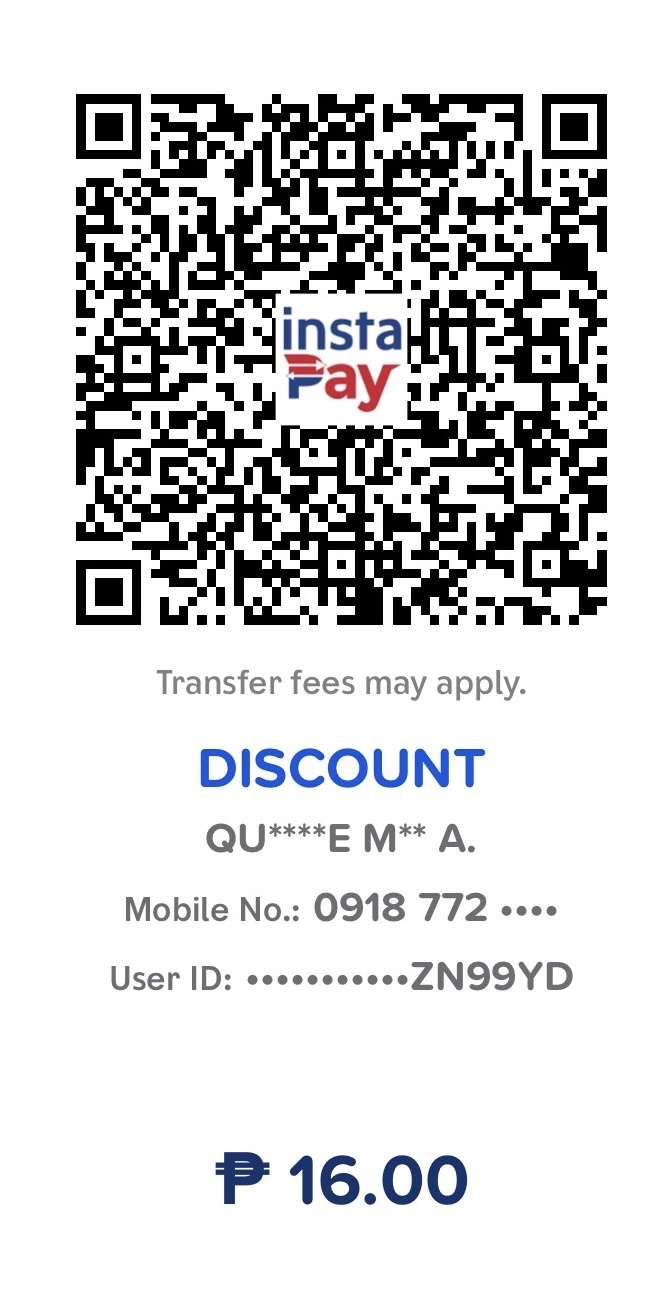 insta
Pay
Transfer fees may apply.
DISCOUNT
QU****E M** A.
Mobile No.: 0918 772 ••••
User ID: •••••••••••ZN99YD
₱ 16.00